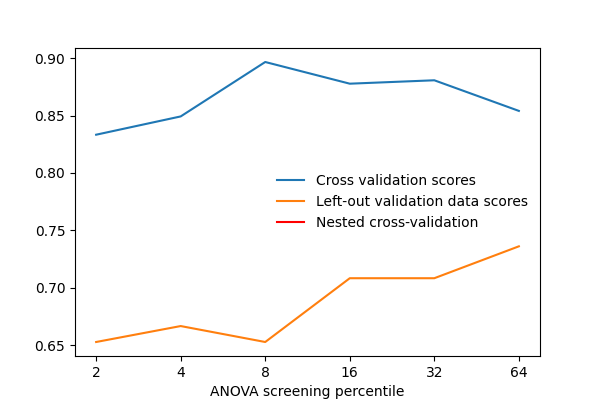 0.90
0.85
0.80
0.75
0.70
0.65
Cross validation scores
Left-out validation data scores
Nested cross-validation
2 4 8 16 32 64
ANOVA screening percentile